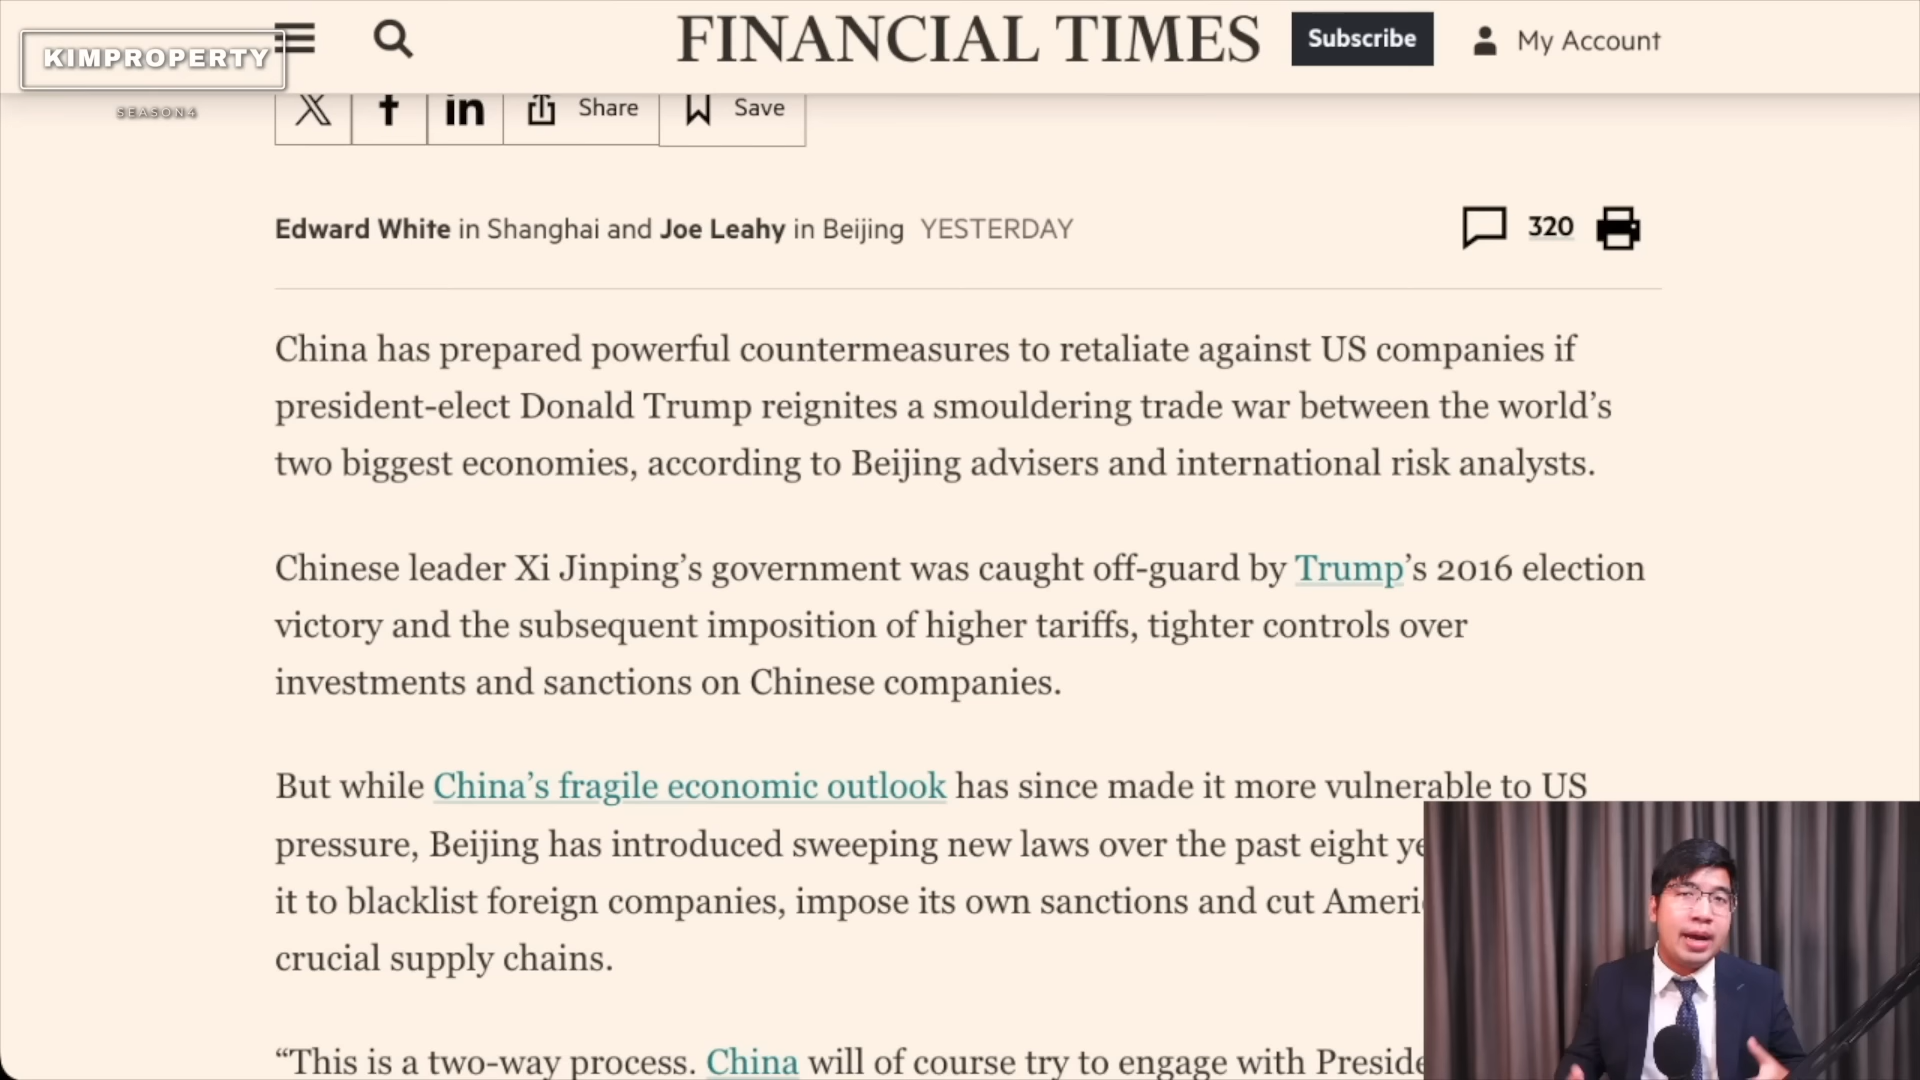 KIMPROPERTY
SEASON4
FINANCIAL TIMES
Subscribe
My Account
Share
Save
Edward White in Shanghai and Joe Leahy in Beijing YESTERDAY
320
China has prepared powerful countermeasures to retaliate against US companies if
president-elect Donald Trump reignites a smouldering trade war between the world’s
two biggest economies, according to Beijing advisers and international risk analysts.
Chinese leader Xi Jinping’s government was caught off-guard by Trump’s 2016 election
victory and the subsequent imposition of higher tariffs, tighter controls over
investments and sanctions on Chinese companies.
But while China’s fragile economic outlook has since made it more vulnerable to US
pressure, Beijing has introduced sweeping new laws over the past eight
it to blacklist foreign companies, impose its own sanctions and cut
crucial supply chains.
“This is a two-way process. China will of course try to engage with